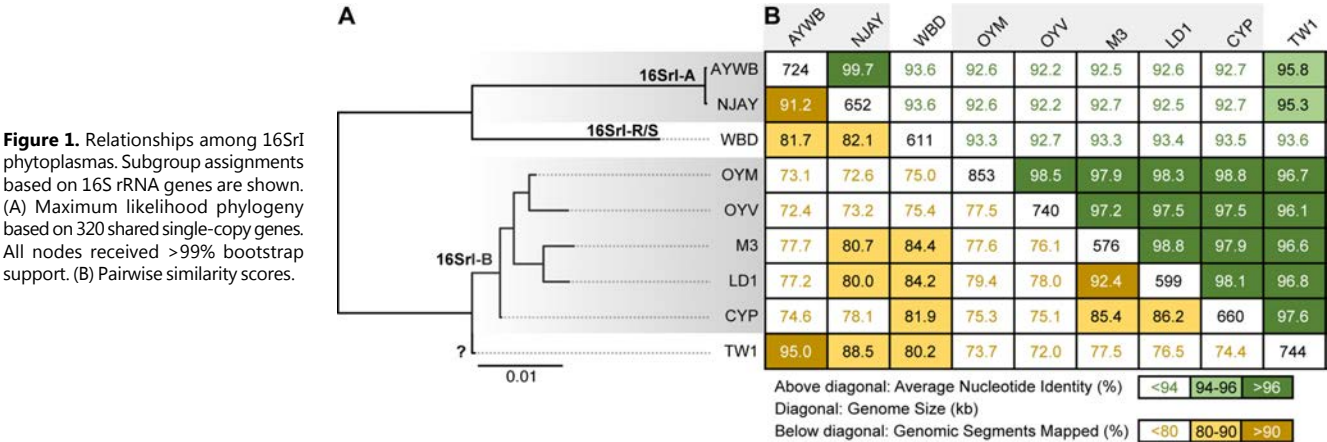 Figure 1. Relationships among 16SrI
phytoplasmas. Subgroup assignments
based on 16S rRNA genes are shown.
(A) Maximum likelihood phylogeny
based on 320 shared single-copy genes.
All nodes received >99% bootstrap
support. (B) Pairwise similarity scores.
A
16SrI-A
16SrI-R/S
16SrI-B
?
0.01
AYWB
NJAY
WBD
OYM
OYV
M3
LD1
CYP
TW1
B
AYWB NJAY WBD OYM OYV M3 LD1 CYP TW1
724 99.7 93.6 92.6 92.2 92.5 92.6 92.7 95.8
91.2 652 93.6 92.6 92.2 92.7 92.5 92.7 95.3
81.7 82.1 611 93.3 92.7 93.3 93.4 93.5 93.6
73.1 72.6 75.0 853 98.5 97.9 98.3 98.8 96.7
72.4 73.2 75.4 77.5 740 97.2 97.5 97.5 96.1
77.7 80.7 84.4 77.6 76.1 576 98.8 97.9 96.6
77.2 80.0 84.2 79.4 78.0 92.4 599 98.1 96.8
74.6 78.1 81.9 75.3 75.1 85.4 86.2 660 97.6
95.0 88.5 80.2 73.7 72.0 77.5 76.5 74.4 744
Above diagonal: Average Nucleotide Identity (%) <94 94-96 >96
Diagonal: Genome Size (kb)
Below diagonal: Genomic Segments Mapped (%) <80 80-90 >90